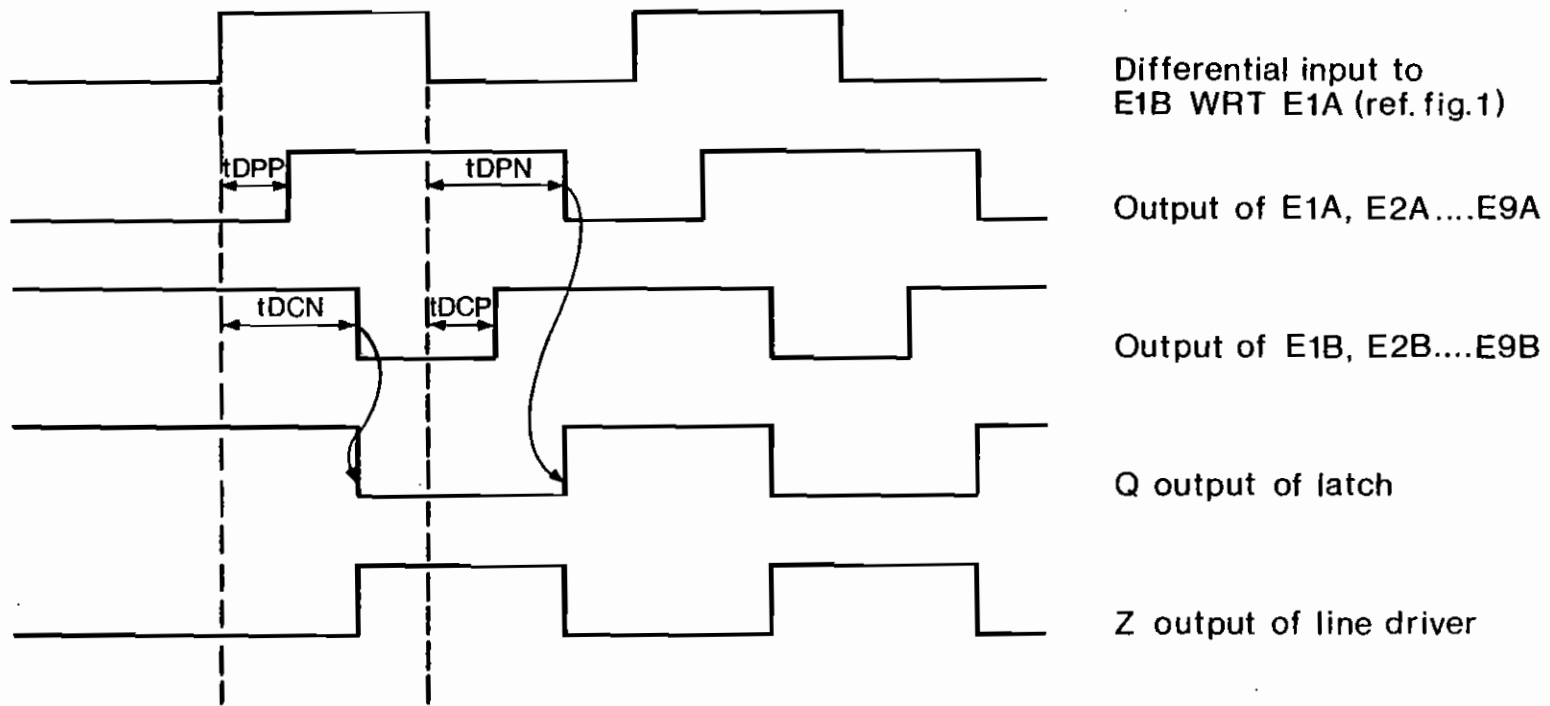 Differential input to
E1B WRT E1A (ref. fig.1)
tDPP
tDPN
Output of E1A, E2A....E9A
tDCN
tDCP
Output of E1B, E2B....E9B
Q output of latch
Z output of line driver